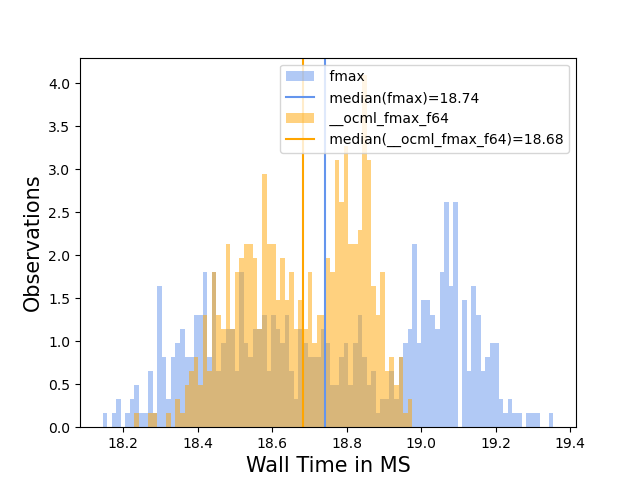 fmax
median(fmax)=18.74
__ocml_fmax_f64
median(__ocml_fmax_f64)=18.68
4.0
3.5
3.0
2.5
2.0
1.5
1.0
0.5
0.0
Observations
18.2 18.4 18.6 18.8 19.0 19.2 19.4
Wall Time in MS